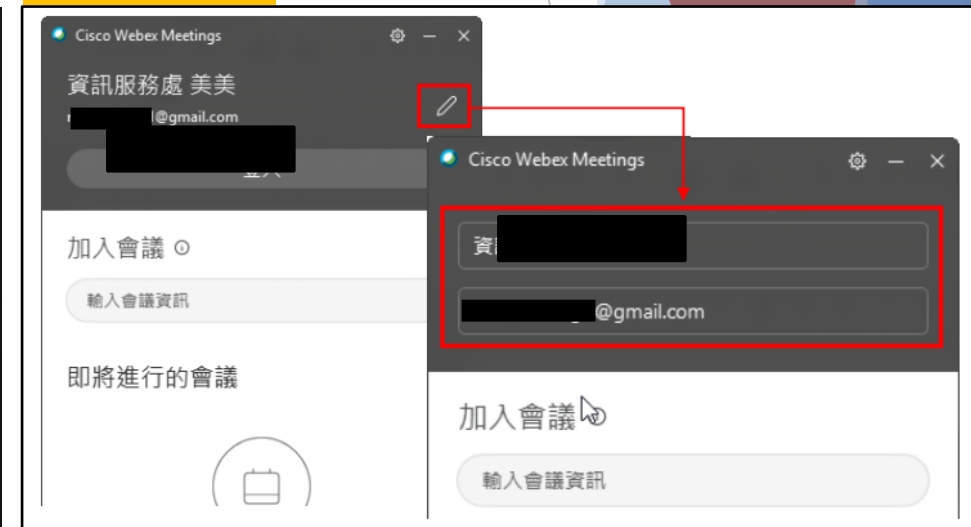 Cisco Webex Meetings
資訊服務處 美美
@gmail.com
登入
加入會議
輸入會議資訊
即將進行的會議
Cisco Webex Meetings
資
@gmail.com
加入會議
輸入會議資訊